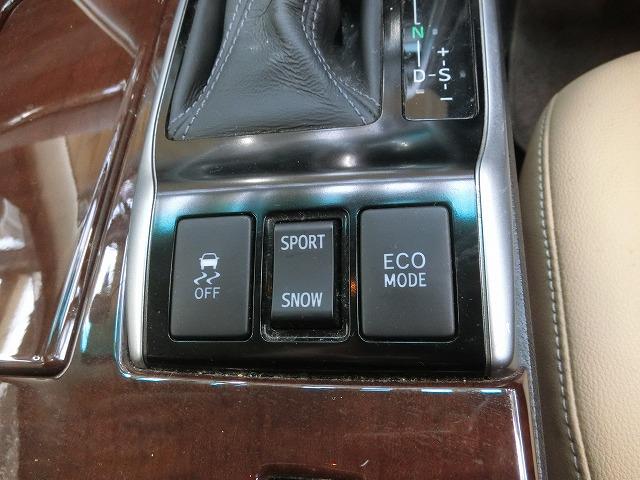 N
+
D-S
–
OFF
SPORT
SNOW
ECO
MODE